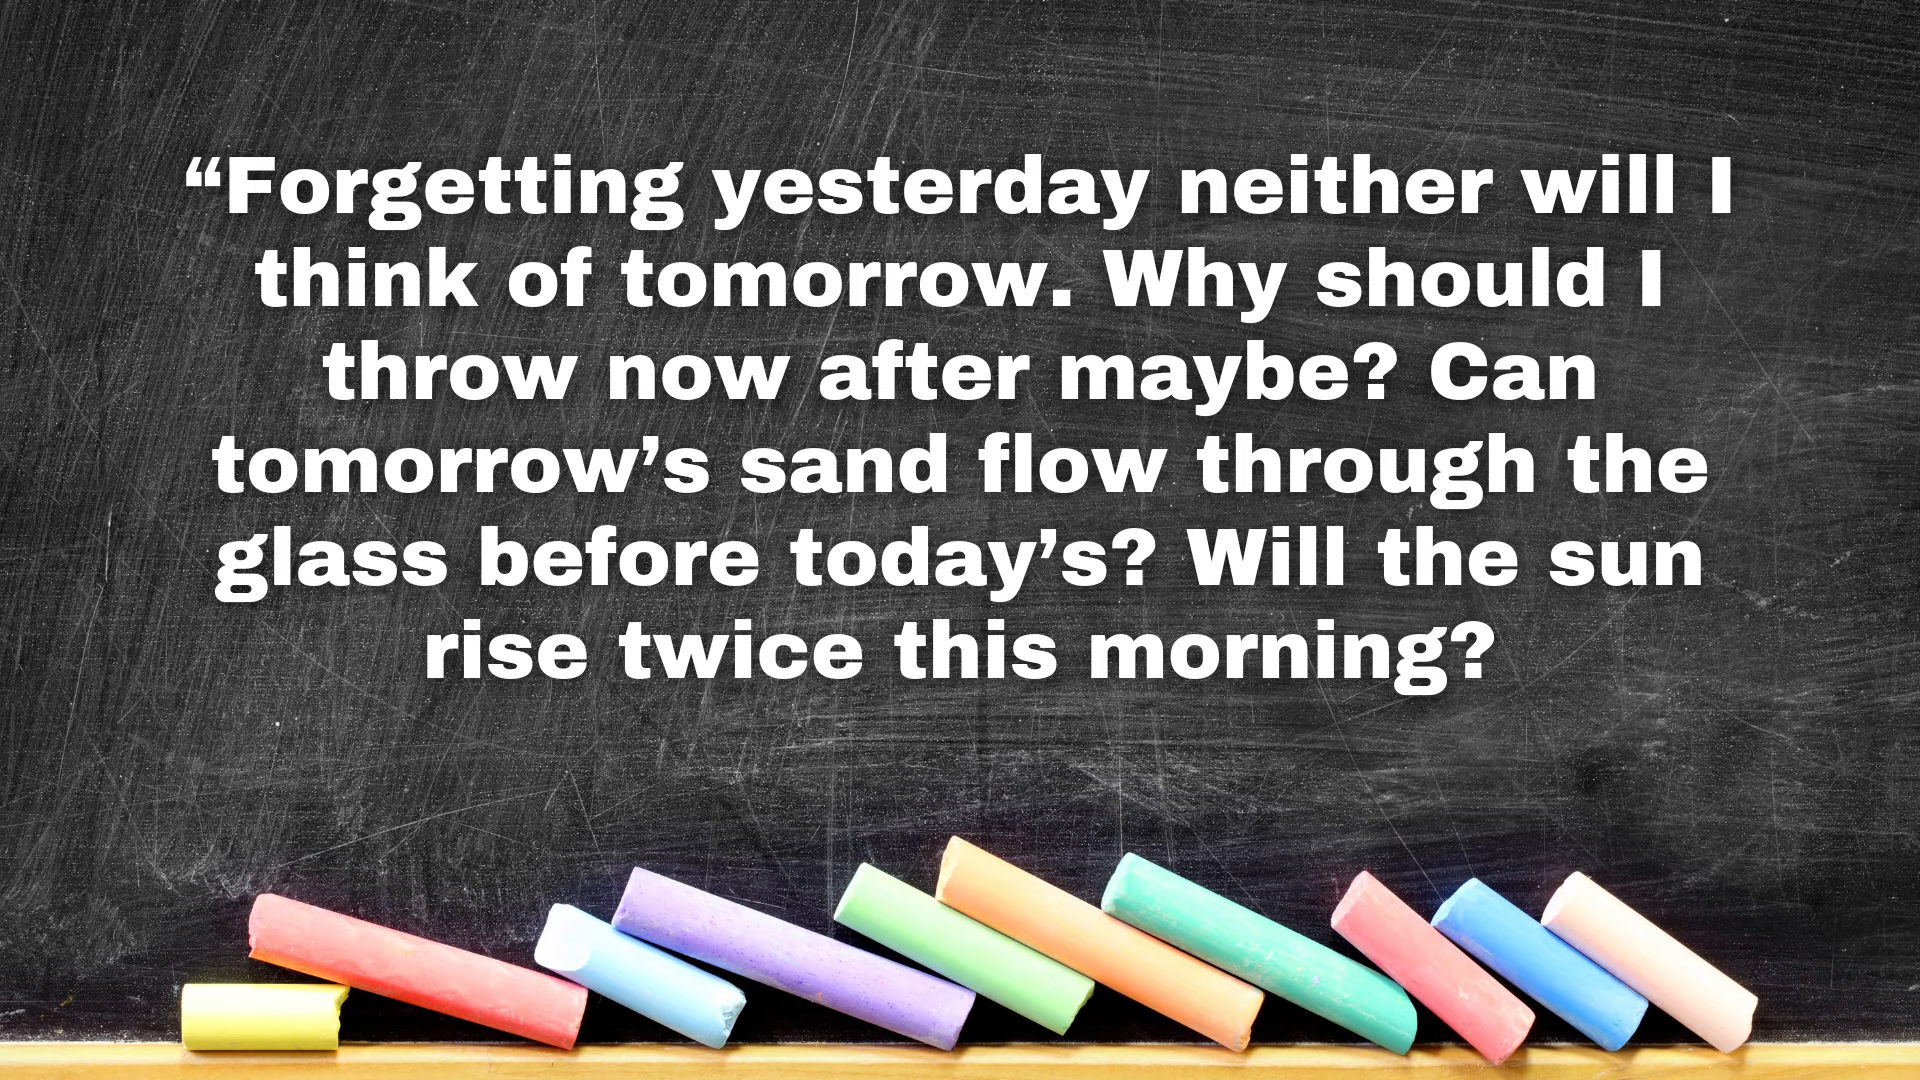 “Forgetting yesterday neither will I
think of tomorrow. Why should I
throw now after maybe? Can
tomorrow’s sand flow through the
glass before today’s? Will the sun
rise twice this morning?